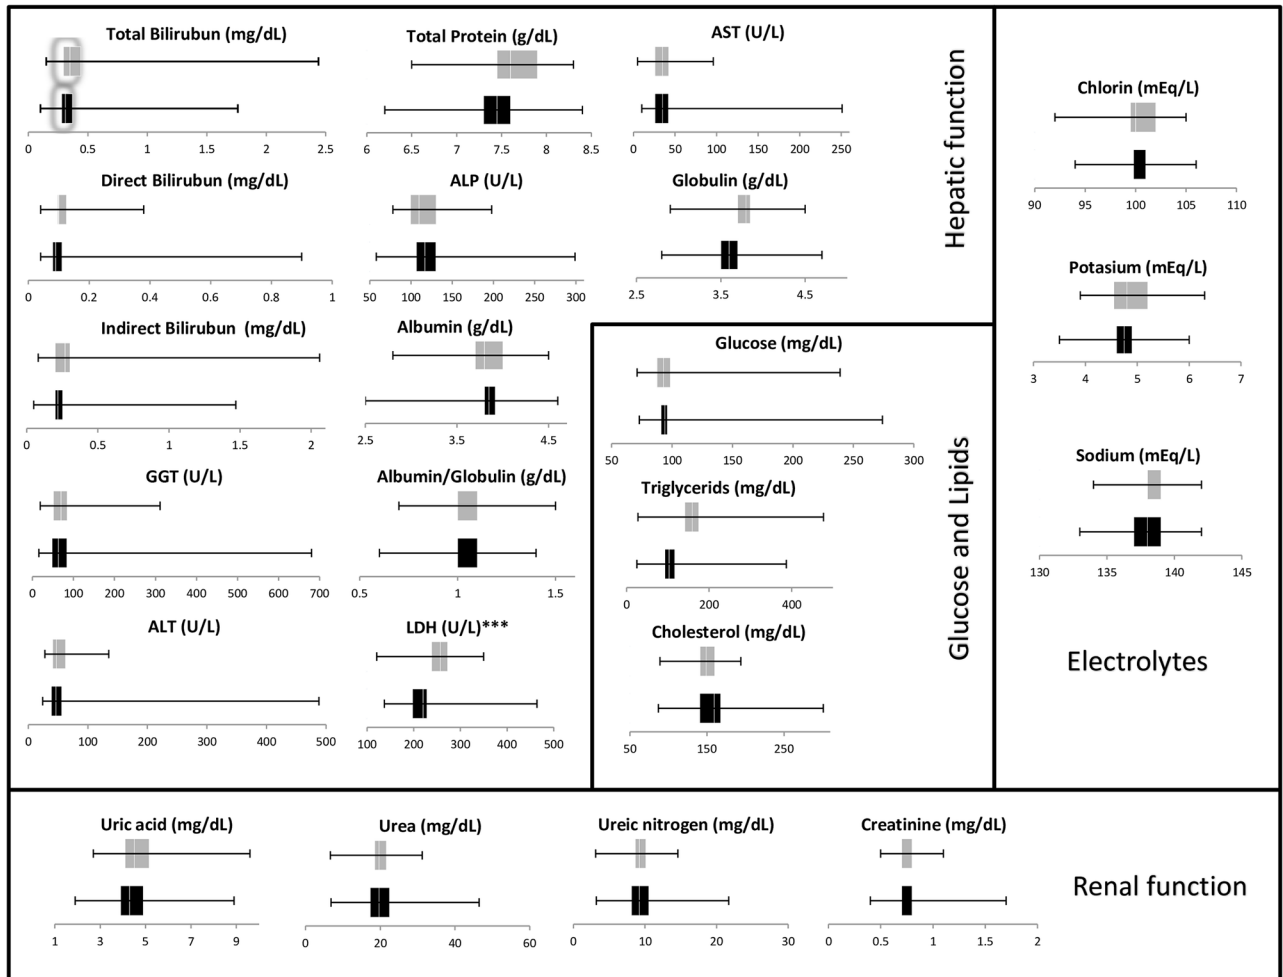 Total Bilirubun (mg/dL)
0 0.5 1 1.5 2 2.5
Total Protein (g/dL)
6 6.5 7 7.5 8 8.5
AST (U/L)
0 50 100 150 200 250
Direct Bilirubun (mg/dL)
0 0.2 0.4 0.6 0.8 1
ALP (U/L)
50 100 150 200 250 300
Globulin (g/dL)
2.5 3.5 4.5
Indirect Bilirubun (mg/dL)
0 0.5 1 1.5 2
Albumin (g/dL)
2.5 3.5 4.5
GGT (U/L)
0 100 200 300 400 500 600 700
Albumin/Globulin (g/dL)
0.5 1 1.5
ALT (U/L)
0 100 200 300 400 500
LDH (U/L)***
100 200 300 400 500
Hepatic function
Glucose (mg/dL)
50 100 150 200 250 300
Triglycerids (mg/dL)
0 200 400
Cholesterol (mg/dL)
50 150 250
Glucose and Lipids
Chlorin (mEq/L)
90 95 100 105 110
Potasium (mEq/L)
3 4 5 6 7
Sodium (mEq/L)
130 135 140 145
Electrolytes
Uric acid (mg/dL)
1 3 5 7 9
Urea (mg/dL)
0 20 40 60
Ureic nitrogen (mg/dL)
0 10 20 30
Creatinine (mg/dL)
0 0.5 1 1.5 2
Renal function